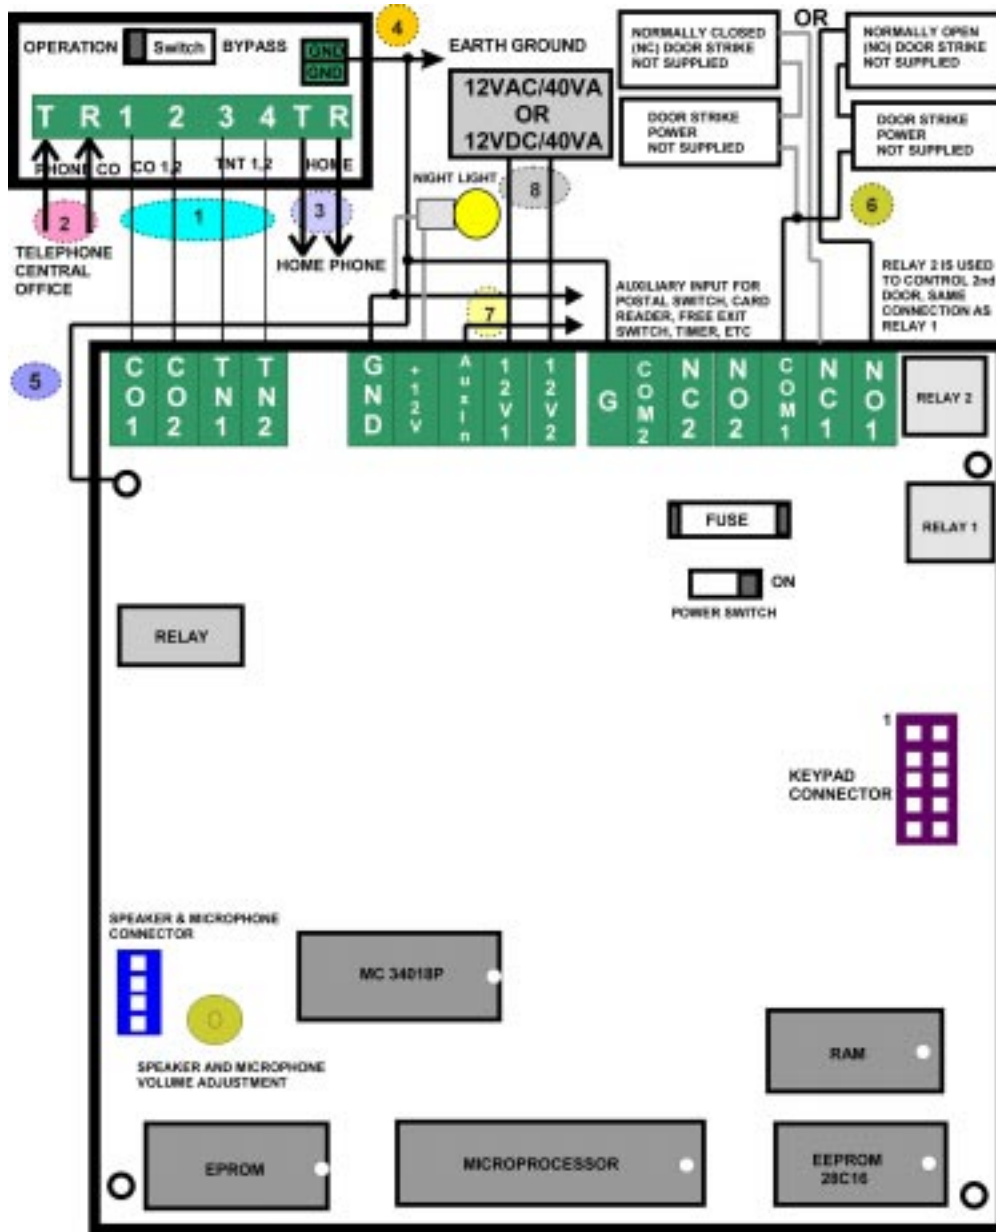 OPERATION Switch BYPASS
GND
GND
4
EARTH GROUND
12VAC/40VA
OR
12VDC/40VA
NORMALLY CLOSED
(NC) DOOR STRIKE
NOT SUPPLIED
OR
NORMALLY OPEN
(NO) DOOR STRIKE
NOT SUPPLIED
DOOR STRIKE
POWER
NOT SUPPLIED
DOOR STRIKE
POWER
NOT SUPPLIED
T R 1 2 3 4 T R
PHONE CO CO 1,2 TNT 1,2 HOME
2
1
3
TELEPHONE
CENTRAL
OFFICE
HOME PHONE
NIGHT LIGHT
8
6
7
AUXILIARY INPUT FOR
POSTAL SWITCH, CARD
READER, FREE EXIT
SWITCH, TIMER, ETC
RELAY 2 IS USED
TO CONTROL 2nd
DOOR, SAME
CONNECTION AS
RELAY 1
5
CO1
CO2
TN1
TN2
GND
+12V
AuxIn
12V1
12V2
G
COM2
NC2
NO2
COM1
NC1
NO1
RELAY 2
RELAY 1
FUSE
ON
POWER SWITCH
RELAY
1
KEYPAD
CONNECTOR
SPEAKER & MICROPHONE
CONNECTOR
MC 34018P
0
SPEAKER AND MICROPHONE
VOLUME ADJUSTMENT
RAM
EPROM
MICROPROCESSOR
EEPROM
28C16